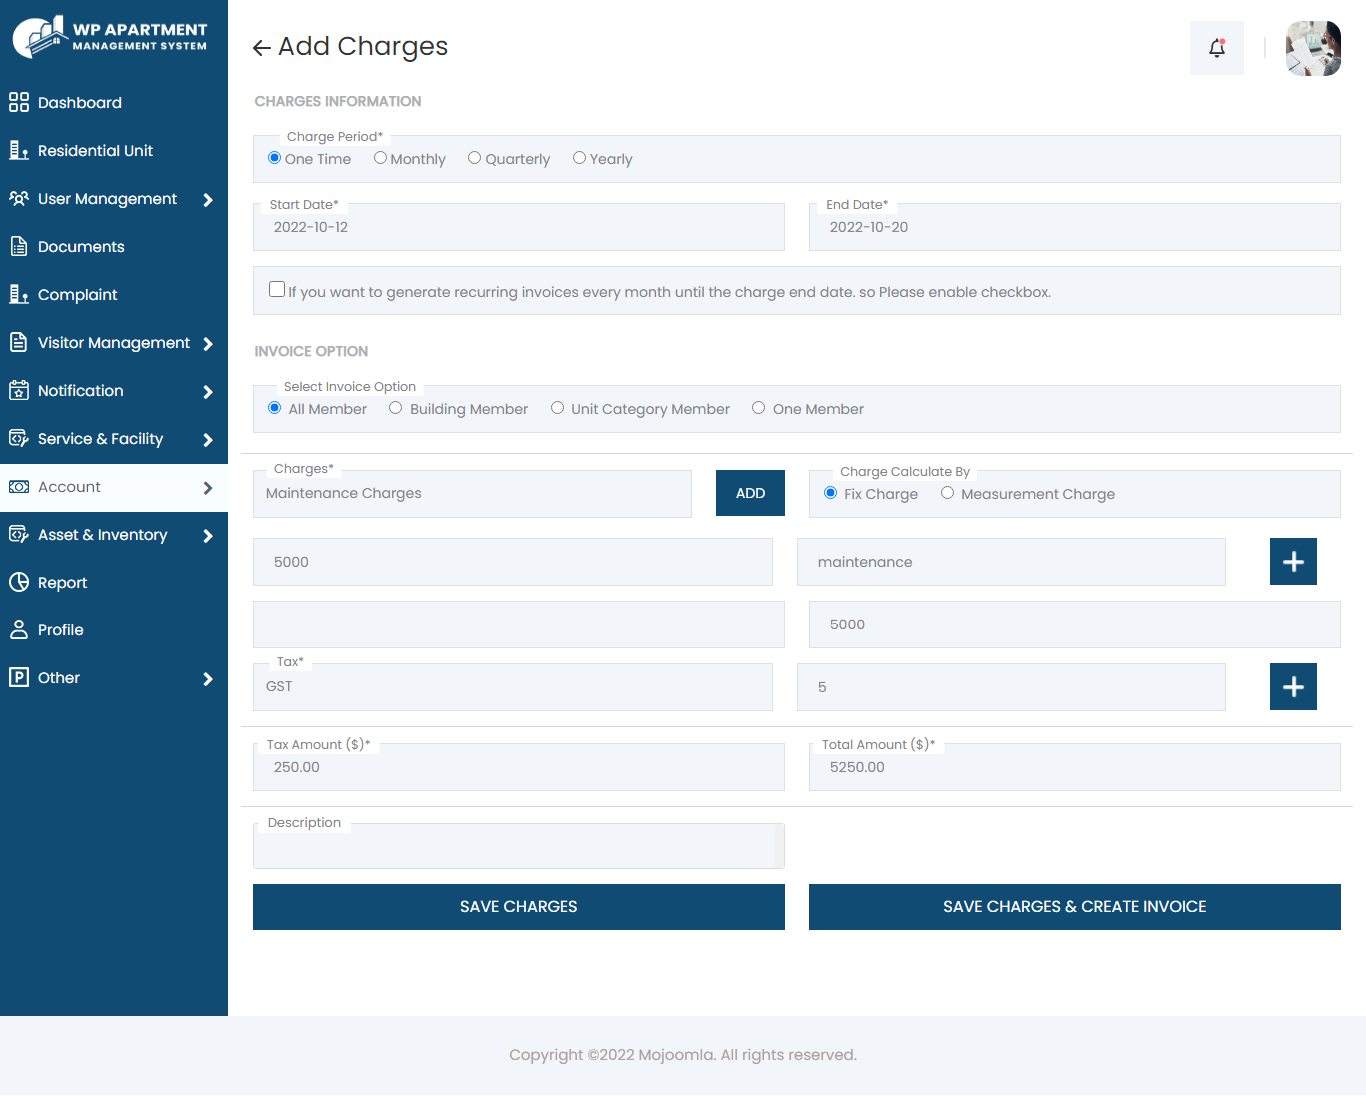 WP APARTMENT
MANAGEMENT SYSTEM
Dashboard
Residential Unit
User Management
Documents
Complaint
Visitor Management
Notification
Service & Facility
Account
Asset & Inventory
Report
Profile
Other
Add Charges
CHARGES INFORMATION
Charge Period*
One Time Monthly Quarterly Yearly
Start Date* End Date*
2022-10-12 2022-10-20
If you want to generate recurring invoices every month until the charge end date. so Please enable checkbox.
INVOICE OPTION
Select Invoice Option
All Member Building Member Unit Category Member One Member
Charges* Charge Calculate By
Maintenance Charges ADD Fix Charge Measurement Charge
5000 maintenance
5000
Tax*
GST 5
Tax Amount ($)* Total Amount ($)*
250.00 5250.00
Description
SAVE CHARGES SAVE CHARGES & CREATE INVOICE
Copyright ©2022 Mojoomla. All rights reserved.